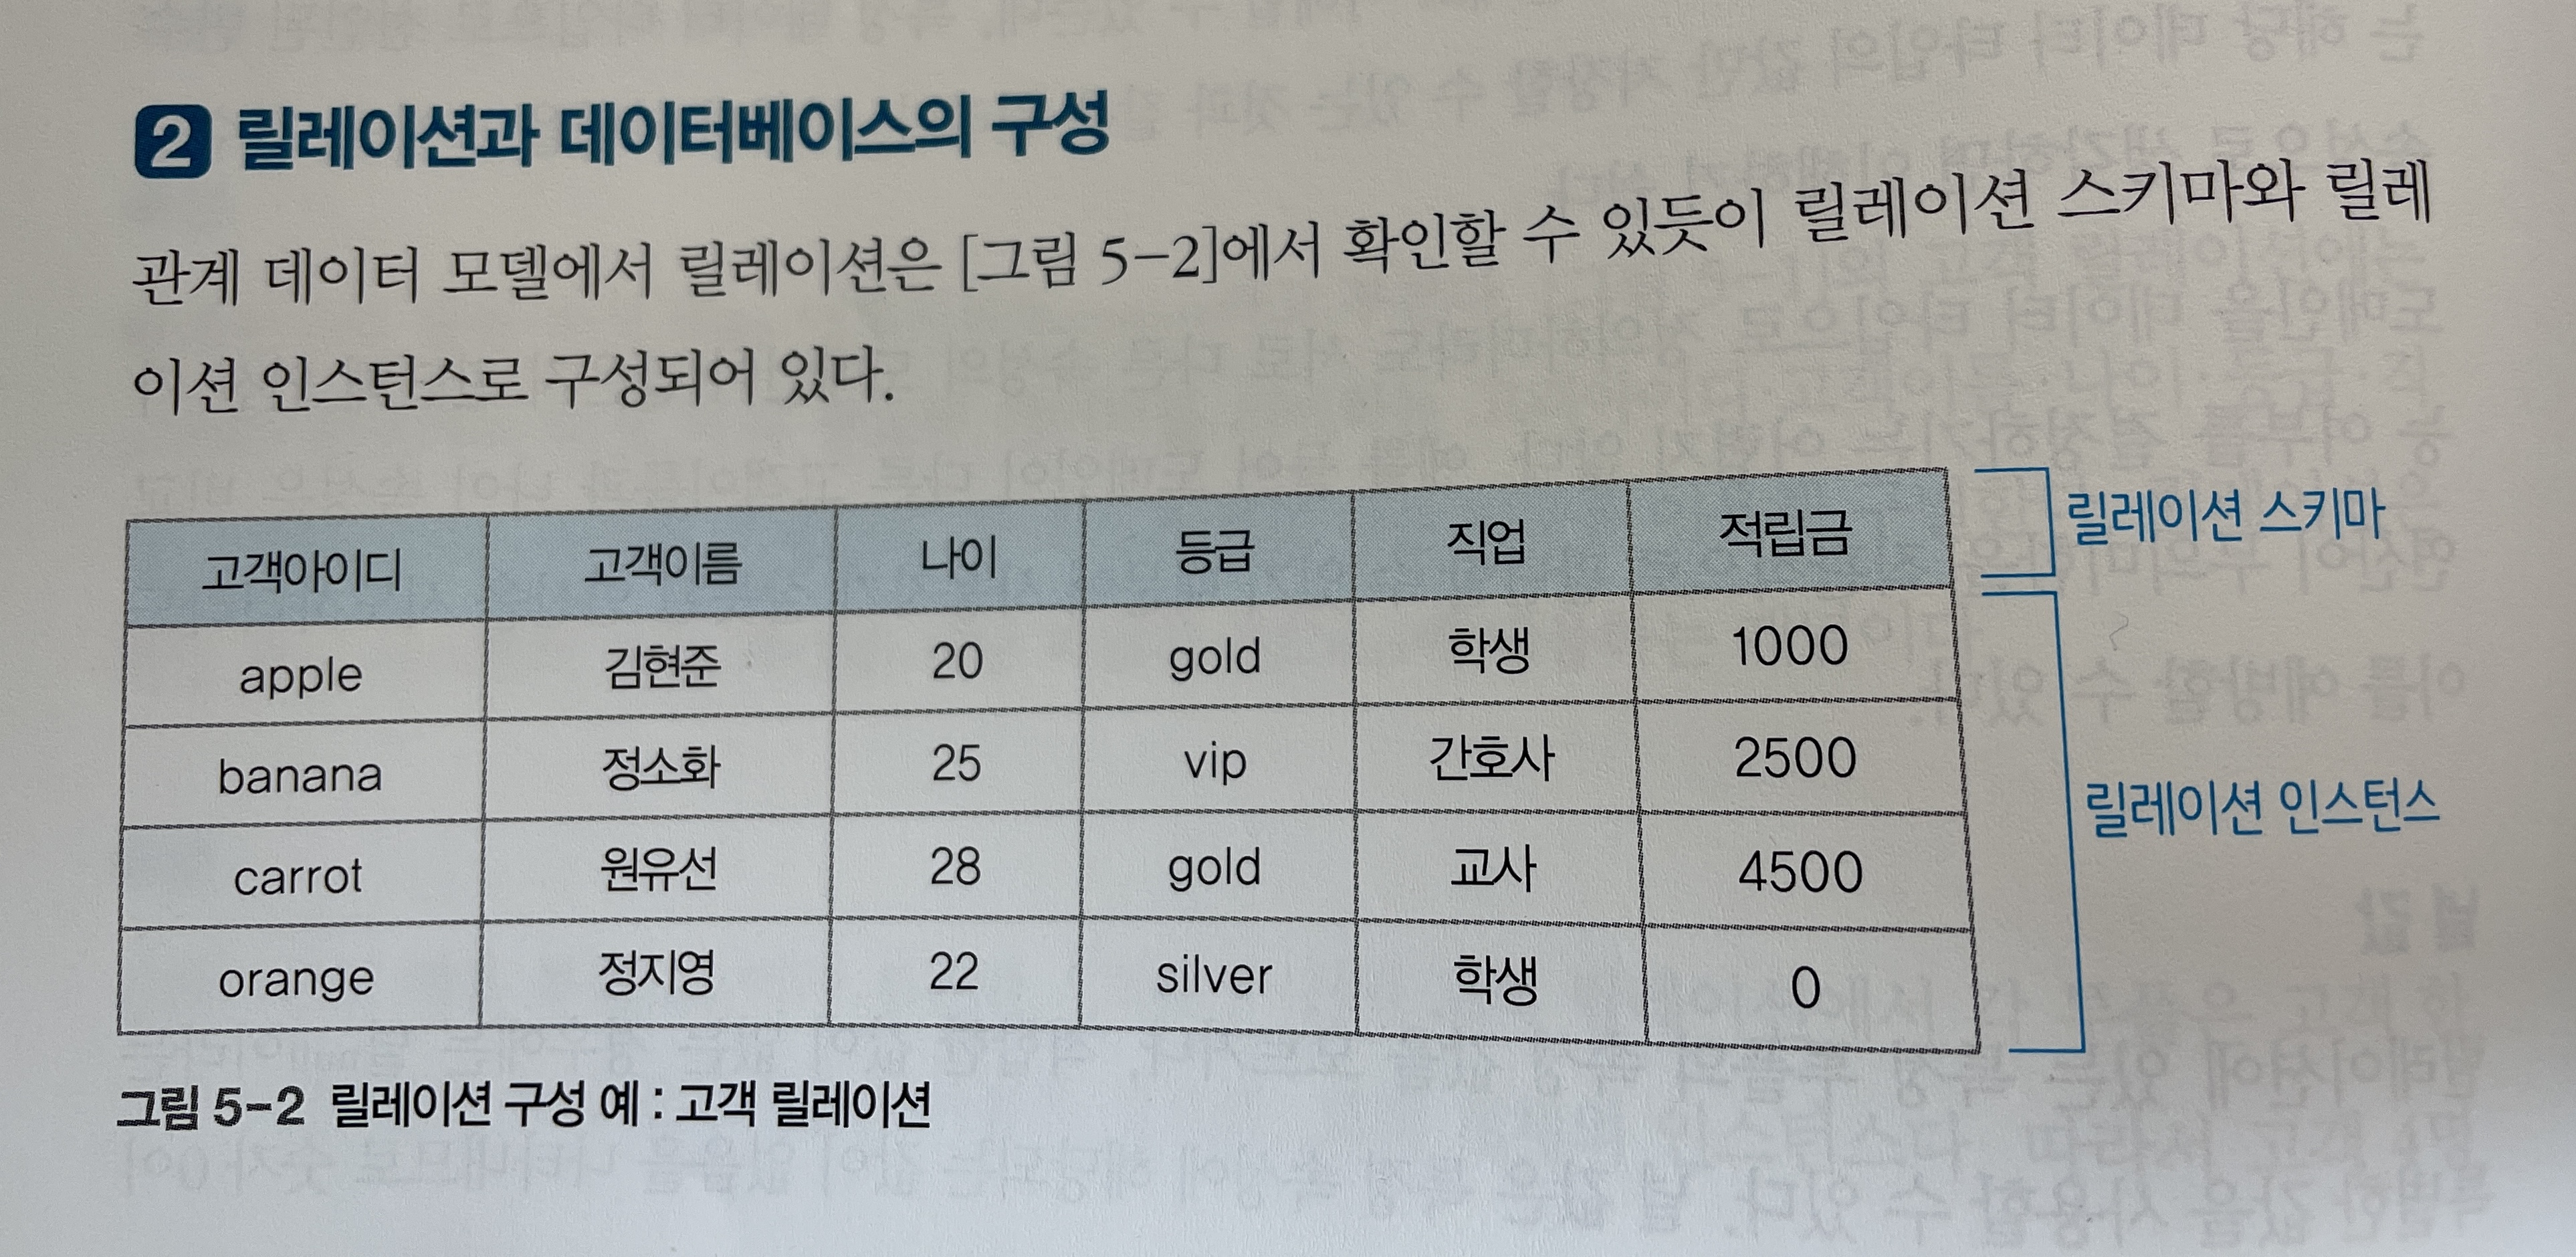 2 릴레이션과 데이터베이스의 구성
관계 데이터 모델에서 릴레이션은 [그림 5-2]에서 확인할 수 있듯이 릴레이션 스키마와 릴레
이션 인스턴스로 구성되어 있다.
고객아이디 고객이름 나이 등급 직업 적립금 릴레이션 스키마
apple 김현준 20 gold 학생 1000
banana 정소화 25 vip 간호사 2500
릴레이션 인스턴스
carrot 원유선 28 gold 교사 4500
orange 정지영 22 silver 학생 0
그림 5-2 릴레이션 구성 예 : 고객 릴레이션